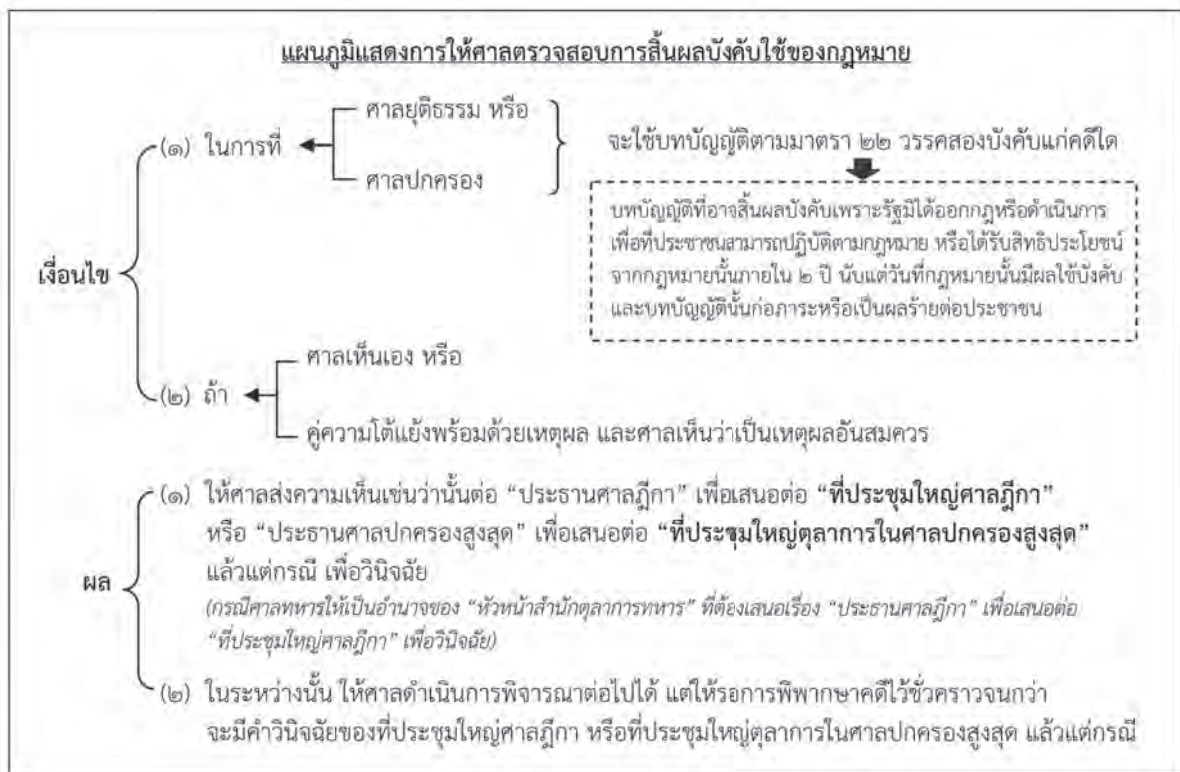 แผนภูมิแสดงการให้ศาลตรวจสอบการสิ้นผลบังคับใช้ของกฎหมาย
เงื่อนไข
(๑) ในการที่
ศาลยุติธรรม หรือ
ศาลปกครอง
จะใช้บทบัญญัติตามมาตรา ๒๒ วรรคสองบังคับแก่คดีใด
บทบัญญัติที่อาจสิ้นผลบังคับเพราะรัฐมิได้ออกกฎหรือดำเนินการ
เพื่อที่ประชาชนสามารถปฏิบัติตามกฎหมาย หรือได้รับสิทธิประโยชน์
จากกฎหมายนั้นภายใน ๒ ปี นับแต่วันที่กฎหมายนั้นมีผลใช้บังคับ
และบทบัญญัตินั้นก่อภาระหรือเป็นผลร้ายต่อประชาชน
(๒) ถ้า
ศาลเห็นเอง หรือ
คู่ความโต้แย้งพร้อมด้วยเหตุผล และศาลเห็นว่าเป็นเหตุผลอันสมควร
ผล
(๑) ให้ศาลส่งความเห็นเช่นว่านั้นต่อ “ประธานศาลฎีกา” เพื่อเสนอต่อ “ที่ประชุมใหญ่ศาลฎีกา”
หรือ “ประธานศาลปกครองสูงสุด” เพื่อเสนอต่อ “ที่ประชุมใหญ่ตุลาการในศาลปกครองสูงสุด”
แล้วแต่กรณี เพื่อวินิจฉัย
(กรณีศาลทหารให้เป็นอำนาจของ “หัวหน้าสำนักตุลาการทหาร” ที่ต้องเสนอเรื่อง “ประธานศาลฎีกา” เพื่อเสนอต่อ
“ที่ประชุมใหญ่ศาลฎีกา” เพื่อวินิจฉัย)
(๒) ในระหว่างนั้น ให้ศาลดำเนินการพิจารณาต่อไปได้ แต่ให้รอการพิพากษาคดีไว้ชั่วคราวจนกว่า
จะมีคำวินิจฉัยของที่ประชุมใหญ่ศาลฎีกา หรือที่ประชุมใหญ่ตุลาการในศาลปกครองสูงสุด แล้วแต่กรณี